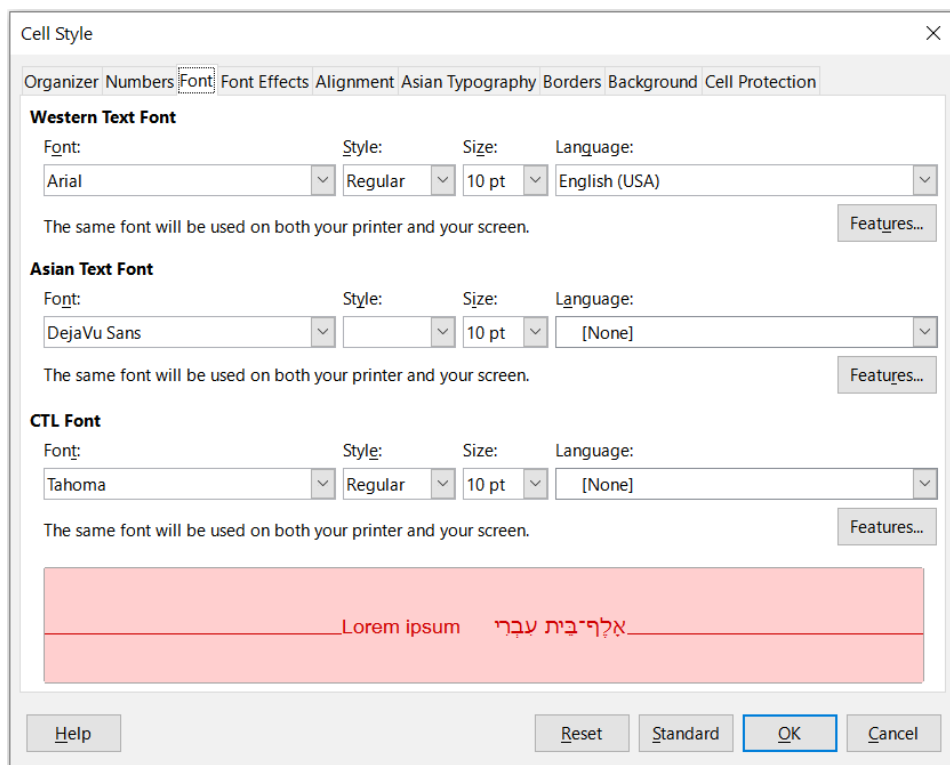 Cell Style
Organizer Numbers Font Font Effects Alignment Asian Typography Borders Background Cell Protection
Western Text Font
Font: Style: Size: Language:
Arial Regular 10 pt English (USA)
The same font will be used on both your printer and your screen. Features...
Asian Text Font
Font: Style: Size: Language:
DejaVu Sans 10 pt [None]
The same font will be used on both your printer and your screen. Features...
CTL Font
Font: Style: Size: Language:
Tahoma Regular 10 pt [None]
The same font will be used on both your printer and your screen. Features...
Lorem ipsum אָלֶף־בֵּית עִבְרִי
Help Reset Standard OK Cancel